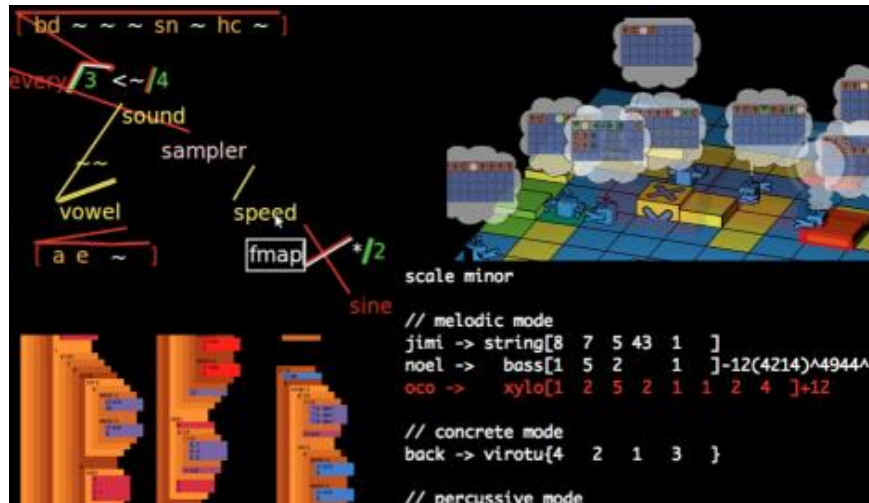 [ bd ~ ~ ~ sn ~ hc ~ ]
every 3 <~ 4
sound
sampler
~~
vowel speed
[ a e ~ ] fmap * 2
sine
scale minor
// melodic mode
jimi -> string[8 7 5 43 1 ]
noel -> bass[1 5 2 1 ]-12(4214)^4944^
oco -> xylo[1 2 5 2 1 1 2 4 ]+12
// concrete mode
back -> virotu{4 2 1 3 }
// percussive mode